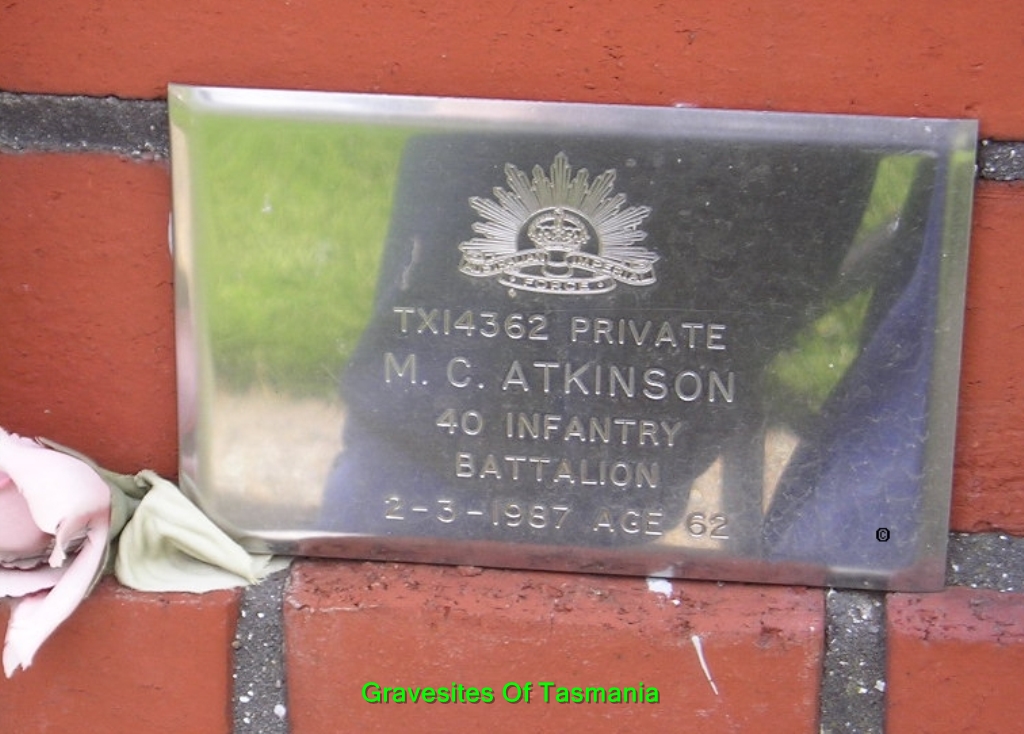 AUSTRALIAN IMPERIAL
FORCE
TX14362 PRIVATE
M. C. ATKINSON
40 INFANTRY
BATTALION
2-3-1987 AGE 62
©
Gravesites Of Tasmania